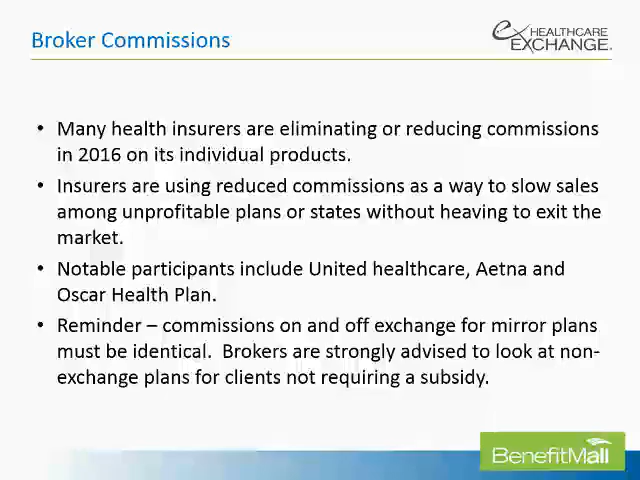 Broker Commissions
ex HEALTHCARE
EXCHANGE.
• Many health insurers are eliminating or reducing commissions
in 2016 on its individual products.
• Insurers are using reduced commissions as a way to slow sales
among unprofitable plans or states without heaving to exit the
market.
• Notable participants include United healthcare, Aetna and
Oscar Health Plan.
• Reminder – commissions on and off exchange for mirror plans
must be identical.  Brokers are strongly advised to look at non-
exchange plans for clients not requiring a subsidy.
BenefitMall